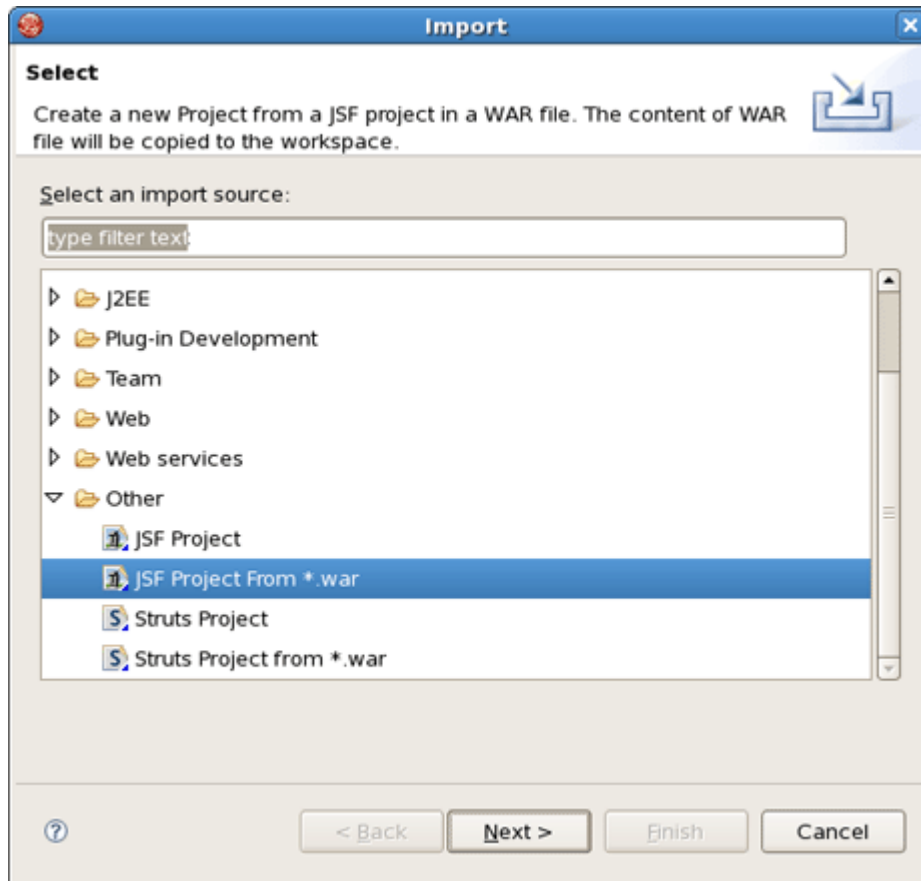 Import
Select
Create a new Project from a JSF project in a WAR file. The content of WAR
file will be copied to the workspace.
Select an import source:
type filter text
J2EE
Plug-in Development
Team
Web
Web services
Other
JSF Project
JSF Project From *.war
Struts Project
Struts Project from *.war
< Back Next > Finish Cancel